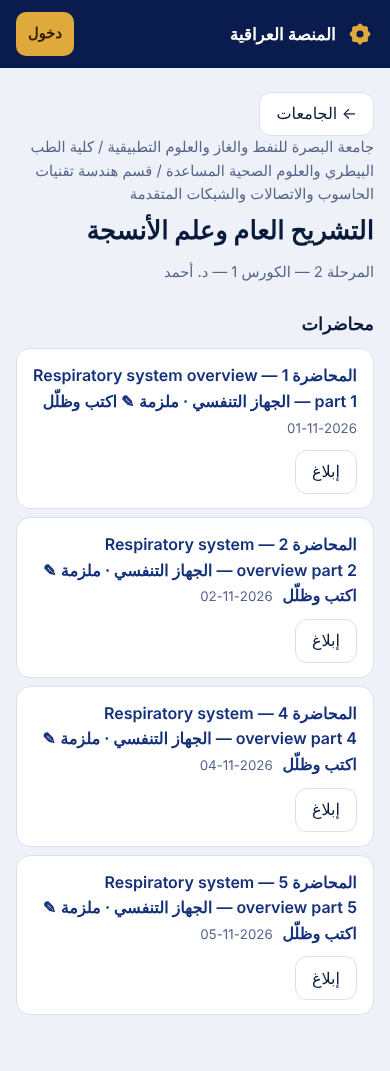 المنصة العراقية
دخول
← الجامعات
جامعة البصرة للنفط والغاز والعلوم التطبيقية / كلية الطب
البيطري والعلوم الصحية المساعدة / قسم هندسة تقنيات
الحاسوب والاتصالات والشبكات المتقدمة
التشريح العام وعلم الأنسجة
المرحلة 2 — الكورس 1 — د. أحمد
محاضرات
المحاضرة 1 — Respiratory system overview
part 1 — الجهاز التنفسي · ملزمة ✎ اكتب وظلّل
01-11-2026
إبلاغ
المحاضرة 2 — Respiratory system
overview part 2 — الجهاز التنفسي · ملزمة ✎
اكتب وظلّل 02-11-2026
إبلاغ
المحاضرة 4 — Respiratory system
overview part 4 — الجهاز التنفسي · ملزمة ✎
اكتب وظلّل 04-11-2026
إبلاغ
المحاضرة 5 — Respiratory system
overview part 5 — الجهاز التنفسي · ملزمة ✎
اكتب وظلّل 05-11-2026
إبلاغ